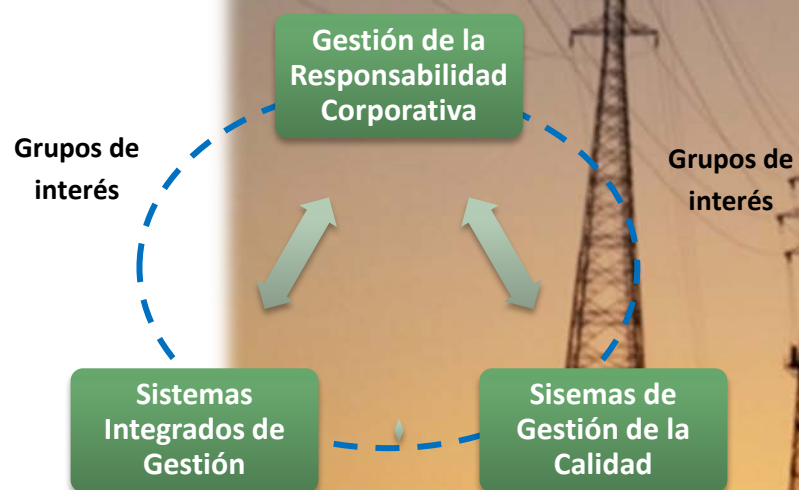 Gestión de la
Responsabilidad
Corporativa
Grupos de
interés
Grupos de
interés
Sistemas
Integrados de
Gestión
Sisemas de
Gestión de la
Calidad